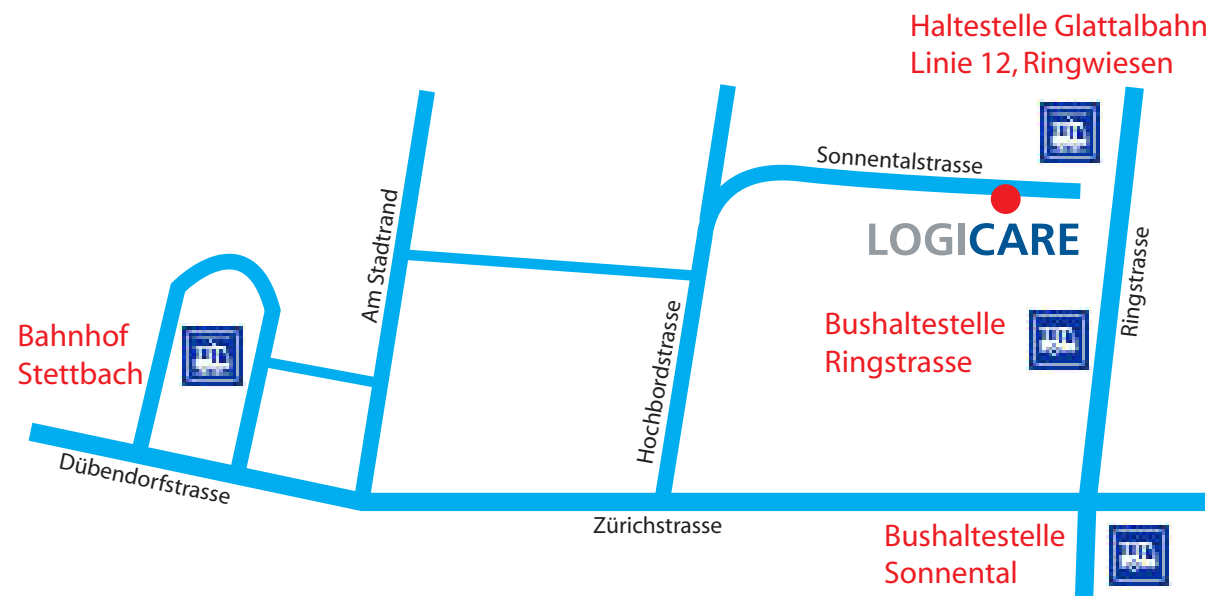 Haltestelle Glattalbahn
Linie 12, Ringwiesen
Sonnentalstrasse
LOGICARE
Am Stadtrand
Ringstrasse
Hochbordstrasse
Bushaltestelle
Ringstrasse
Bahnhof
Stettbach
Dübendorfstrasse
Zürichstrasse
Bushaltestelle
Sonnental